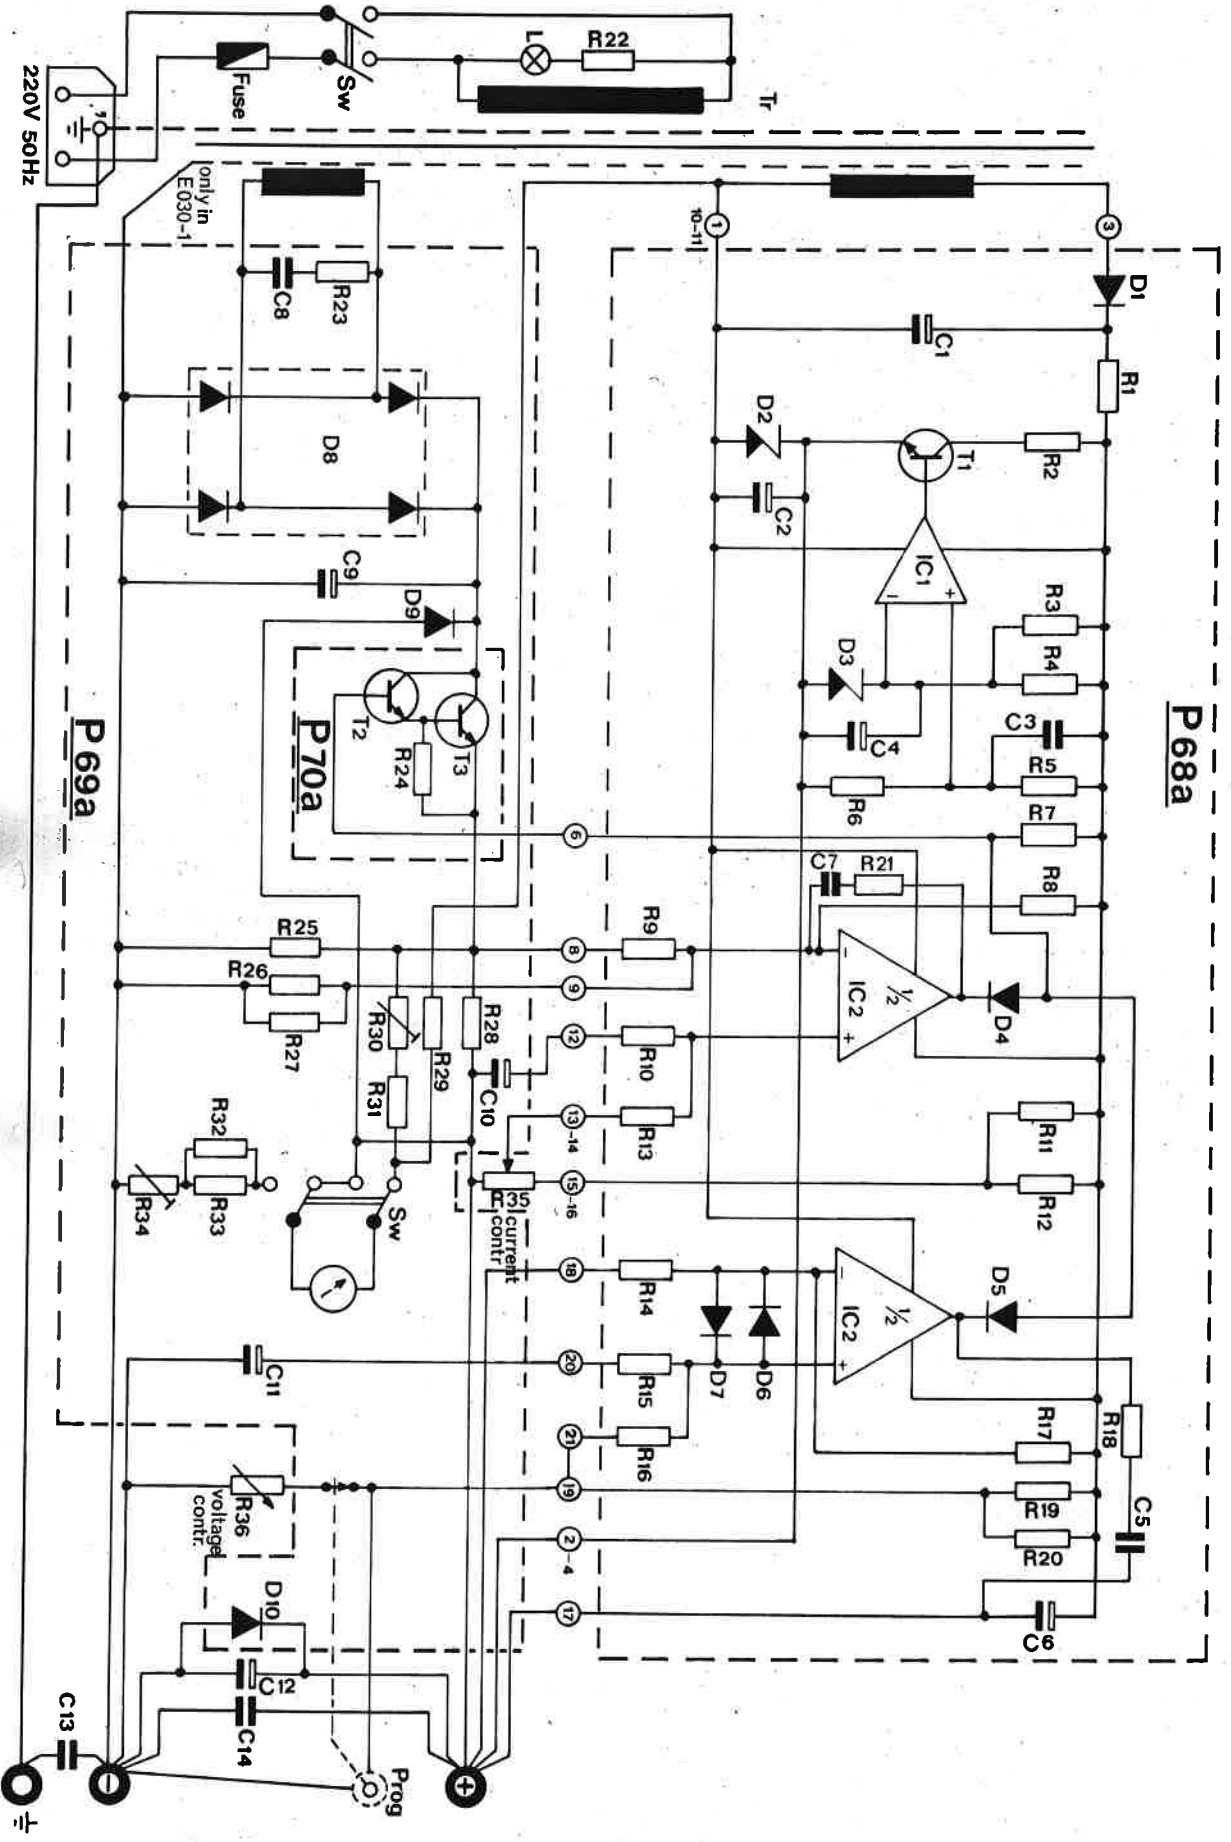 L
R22
Sw
Fuse
Tr
220V 50Hz
only in
E030-1
1
10-11
3
D1
C8
R23
C1
R1
D8
D2
T1
R2
C2
C9
IC1
D9
- +
R3
R4
D3
T2
T3
R24
C4
C3
R5
P69a
P70a
P68a
R6
R7
6
C7
R21
R8
R25
8
R9
-
R26
9
½
IC2
R27
R30
R29
R28
12
R10
+
D4
R31
C10
R32
13-14
R13
R11
R34
R33
R35
15-16
R12
Sw
current
contr
18
R14
-
½
IC2
D5
C11
20
R15
D7
D6
+
21
R16
R17
R18
R36
19
R19
C5
voltage
contr.
2-4
R20
D10
17
C6
C12
C13
C14
Prog
-
+